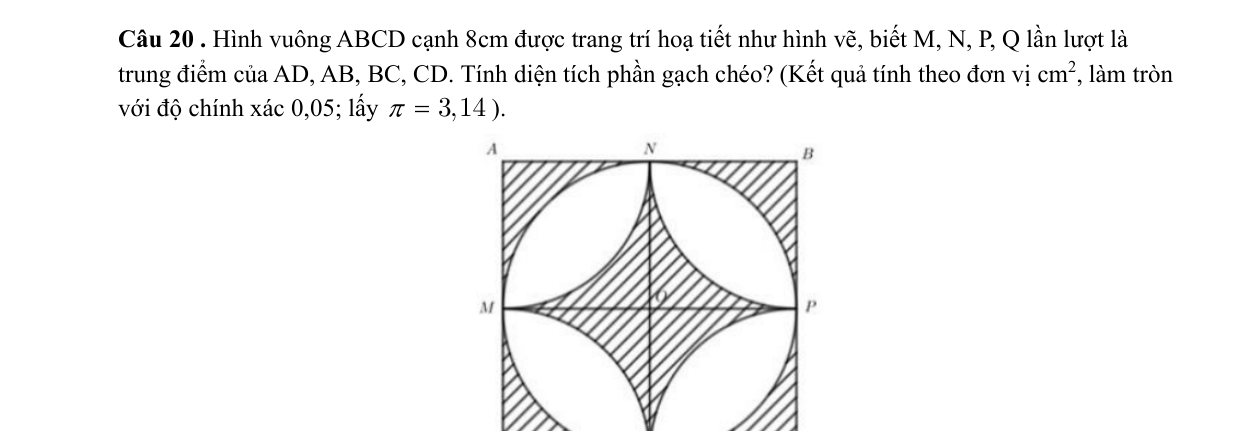 Câu 20 . Hình vuông ABCD cạnh 8cm được trang trí hoạ tiết như hình vẽ, biết M, N, P, Q lần lượt là
trung điểm của AD, AB, BC, CD. Tính diện tích phần gạch chéo? (Kết quả tính theo đơn vị cm², làm tròn
với độ chính xác 0,05; lấy π = 3,14 ).
A N B
M O P